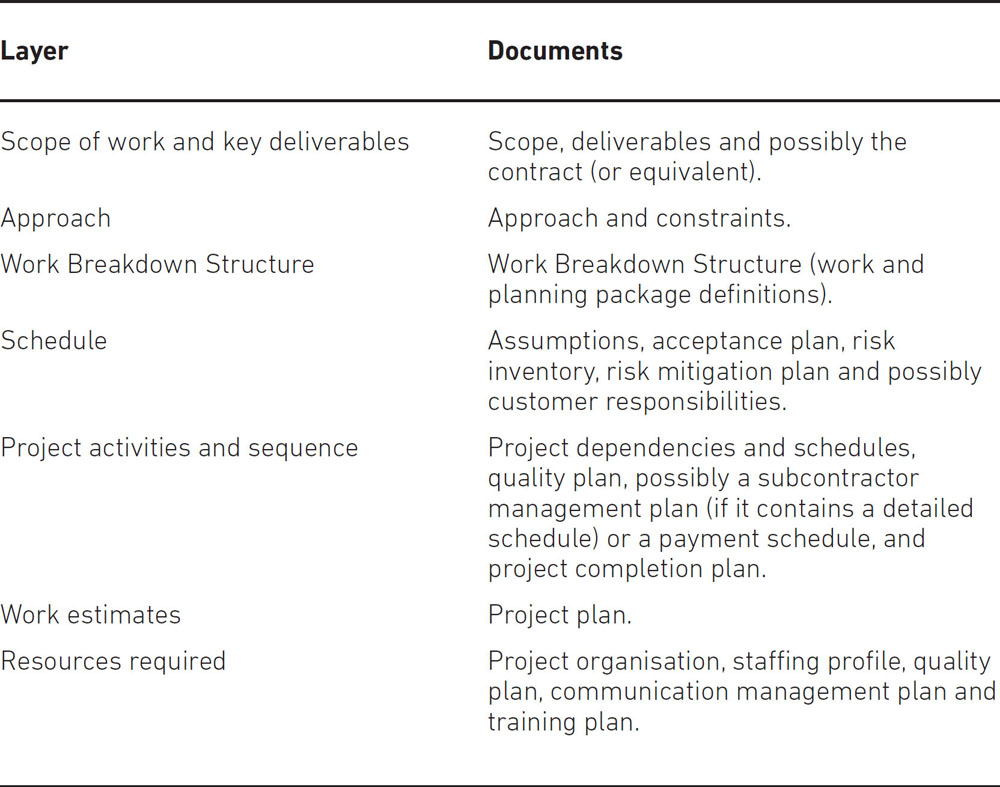 Layer Documents
Scope of work and key deliverables Scope, deliverables and possibly the
contract (or equivalent).
Approach Approach and constraints.
Work Breakdown Structure Work Breakdown Structure (work and
planning package definitions).
Schedule Assumptions, acceptance plan, risk
inventory, risk mitigation plan and possibly
customer responsibilities.
Project activities and sequence Project dependencies and schedules,
quality plan, possibly a subcontractor
management plan (if it contains a detailed
schedule) or a payment schedule, and
project completion plan.
Work estimates Project plan.
Resources required Project organisation, staffing profile, quality
plan, communication management plan and
training plan.